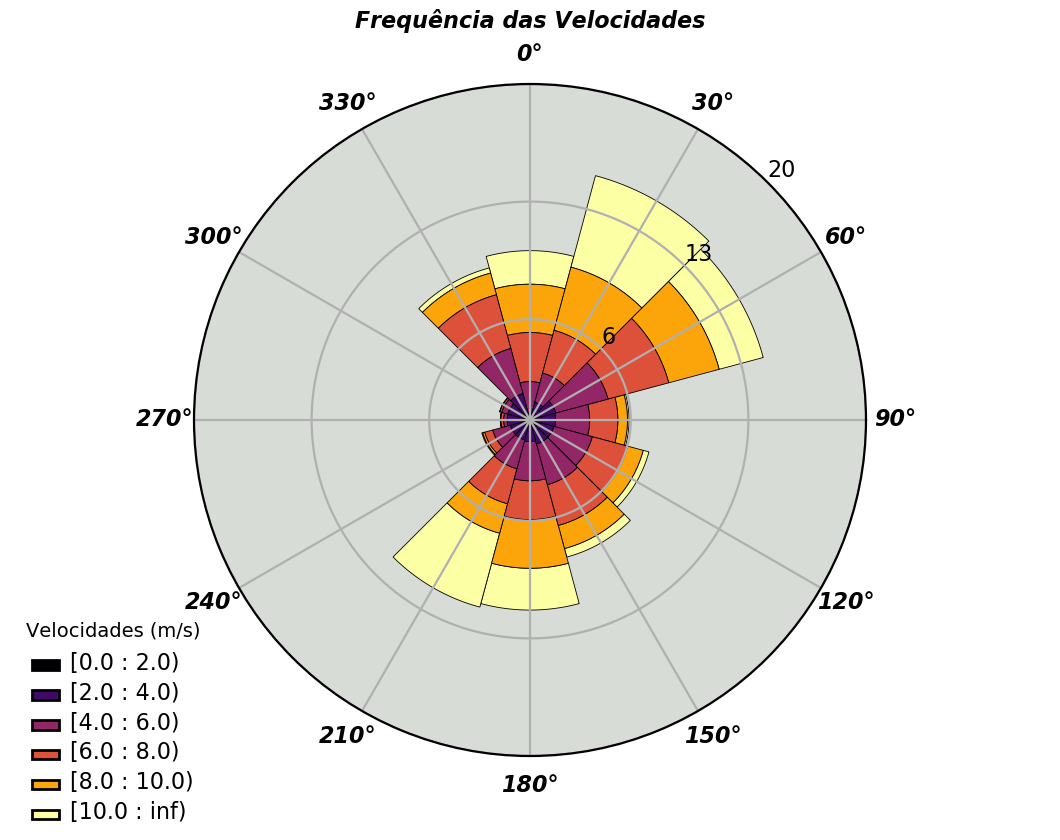 Frequência das Velocidades
0°
330°
30°
20
300°
60°
13
6
270°
90°
240°
120°
210°
150°
180°
Velocidades (m/s)
[0.0 : 2.0)
[2.0 : 4.0)
[4.0 : 6.0)
[6.0 : 8.0)
[8.0 : 10.0)
[10.0 : inf)